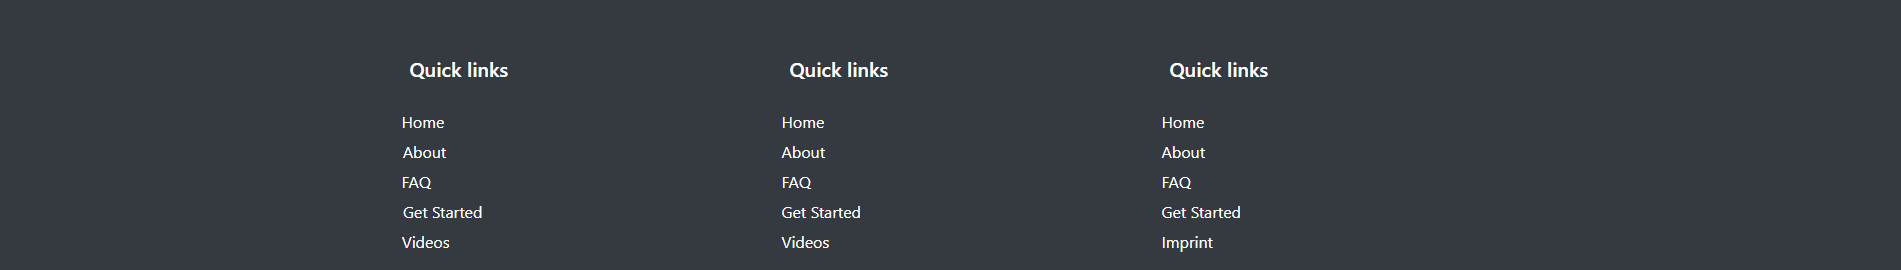 Quick links
Home
About
FAQ
Get Started
Videos
Quick links
Home
About
FAQ
Get Started
Videos
Quick links
Home
About
FAQ
Get Started
Imprint